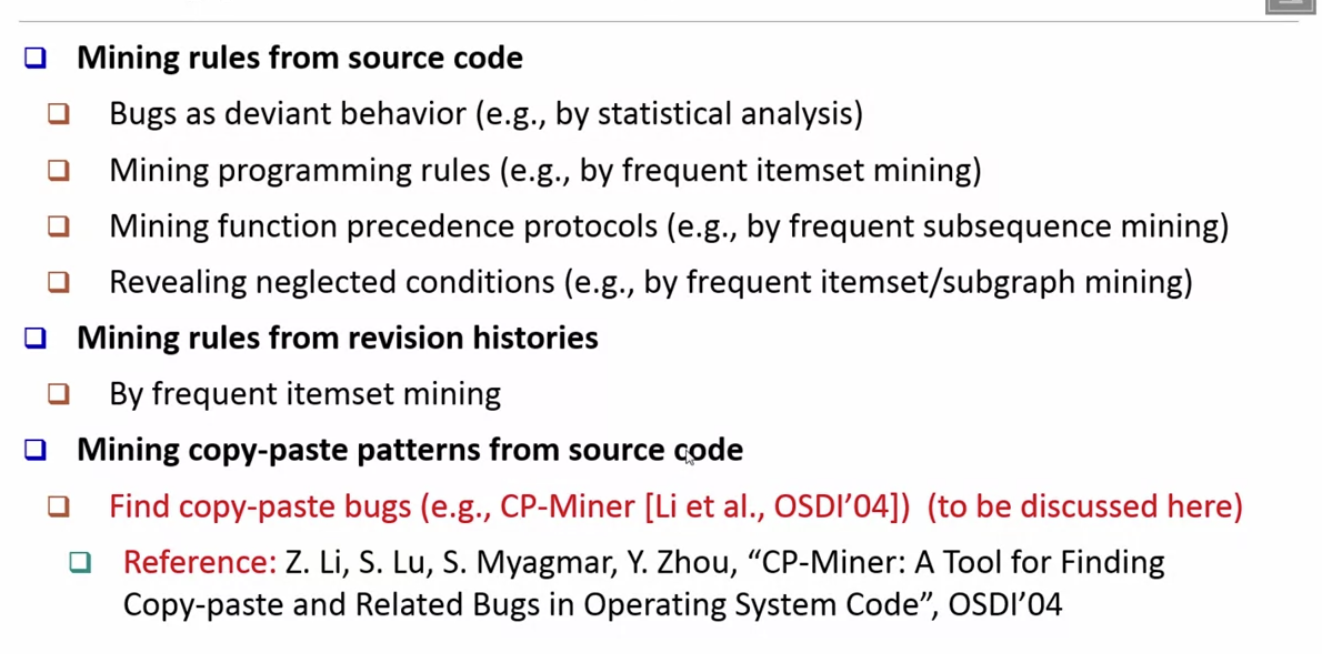 Mining rules from source code
Bugs as deviant behavior (e.g., by statistical analysis)
Mining programming rules (e.g., by frequent itemset mining)
Mining function precedence protocols (e.g., by frequent subsequence mining)
Revealing neglected conditions (e.g., by frequent itemset/subgraph mining)
Mining rules from revision histories
By frequent itemset mining
Mining copy-paste patterns from source code
Find copy-paste bugs (e.g., CP-Miner [Li et al., OSDI’04])  (to be discussed here)
Reference: Z. Li, S. Lu, S. Myagmar, Y. Zhou, “CP-Miner: A Tool for Finding
Copy-paste and Related Bugs in Operating System Code”, OSDI’04